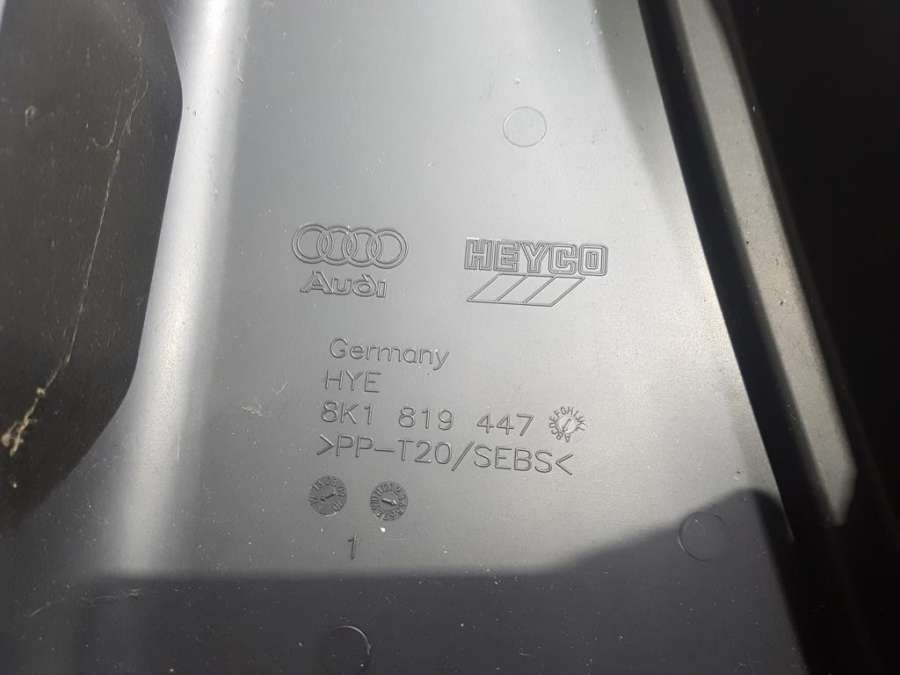 Audi
HEYCO
Germany
HYE
8K1 819 447
>PP-T20/SEBS<
1